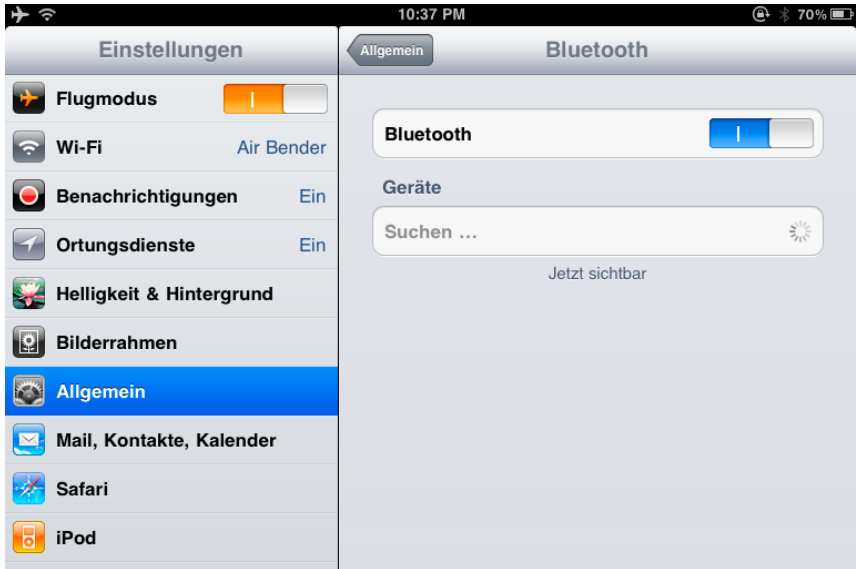 10:37 PM 70%
Einstellungen
Flugmodus
Wi-Fi Air Bender
Benachrichtigungen Ein
Ortungsdienste Ein
Helligkeit & Hintergrund
Bilderrahmen
Allgemein
Mail, Kontakte, Kalender
Safari
iPod
Allgemein Bluetooth
Bluetooth
Geräte
Suchen ...
Jetzt sichtbar